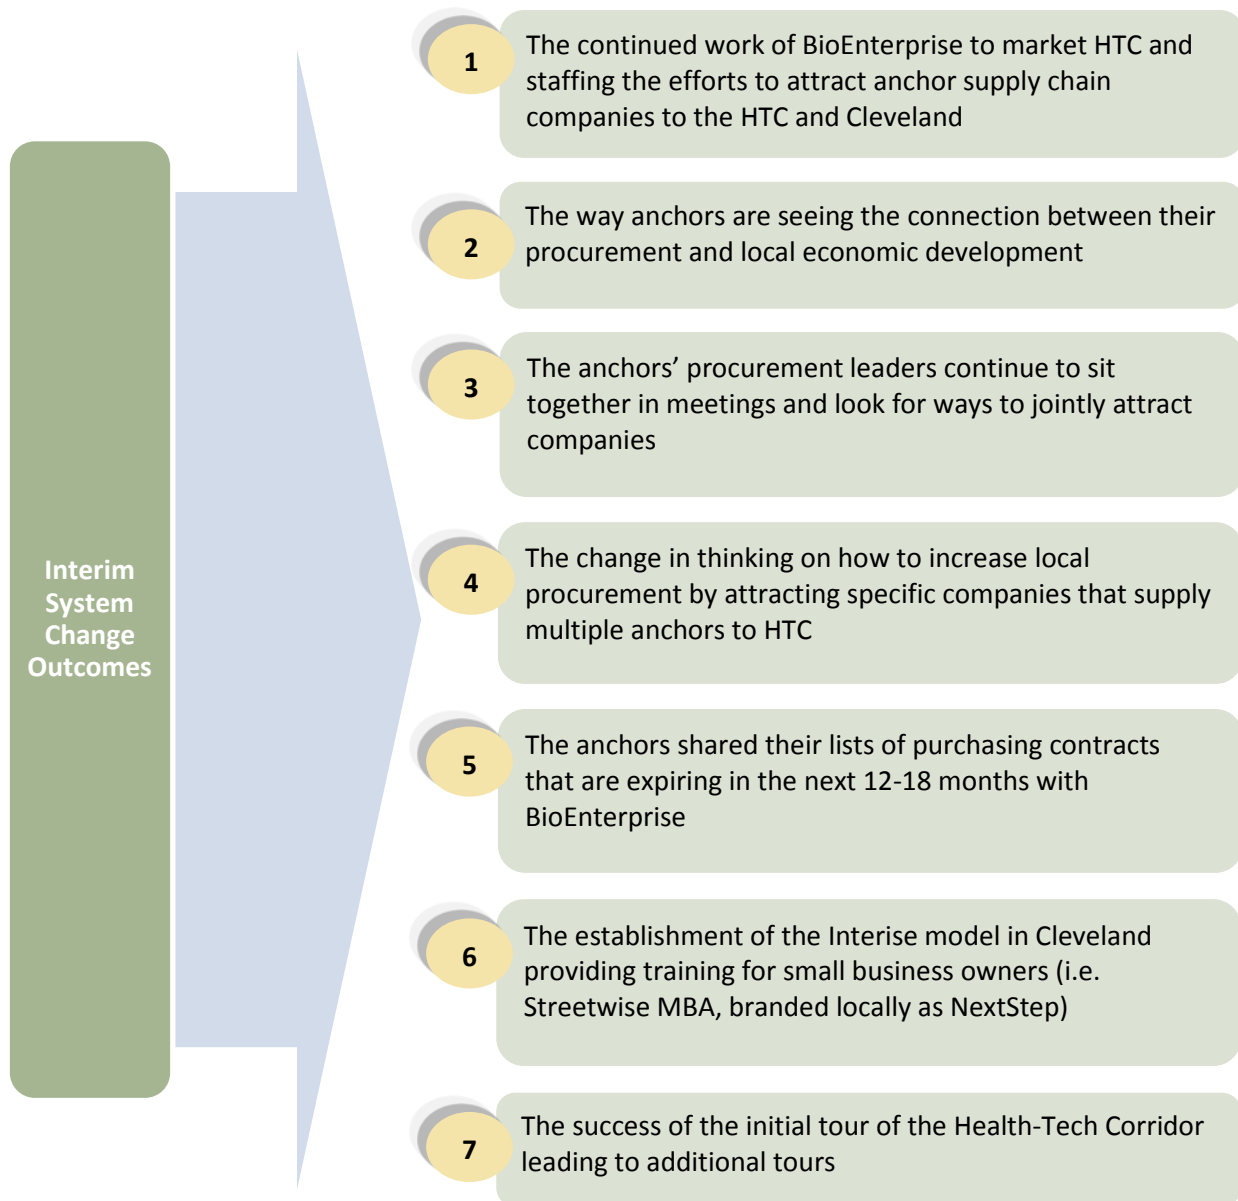 Interim
System
Change
Outcomes
1
The continued work of BioEnterprise to market HTC and
staffing the efforts to attract anchor supply chain
companies to the HTC and Cleveland
2
The way anchors are seeing the connection between their
procurement and local economic development
3
The anchors’ procurement leaders continue to sit
together in meetings and look for ways to jointly attract
companies
4
The change in thinking on how to increase local
procurement by attracting specific companies that supply
multiple anchors to HTC
5
The anchors shared their lists of purchasing contracts
that are expiring in the next 12-18 months with
BioEnterprise
6
The establishment of the Interise model in Cleveland
providing training for small business owners (i.e.
Streetwise MBA, branded locally as NextStep)
7
The success of the initial tour of the Health-Tech Corridor
leading to additional tours